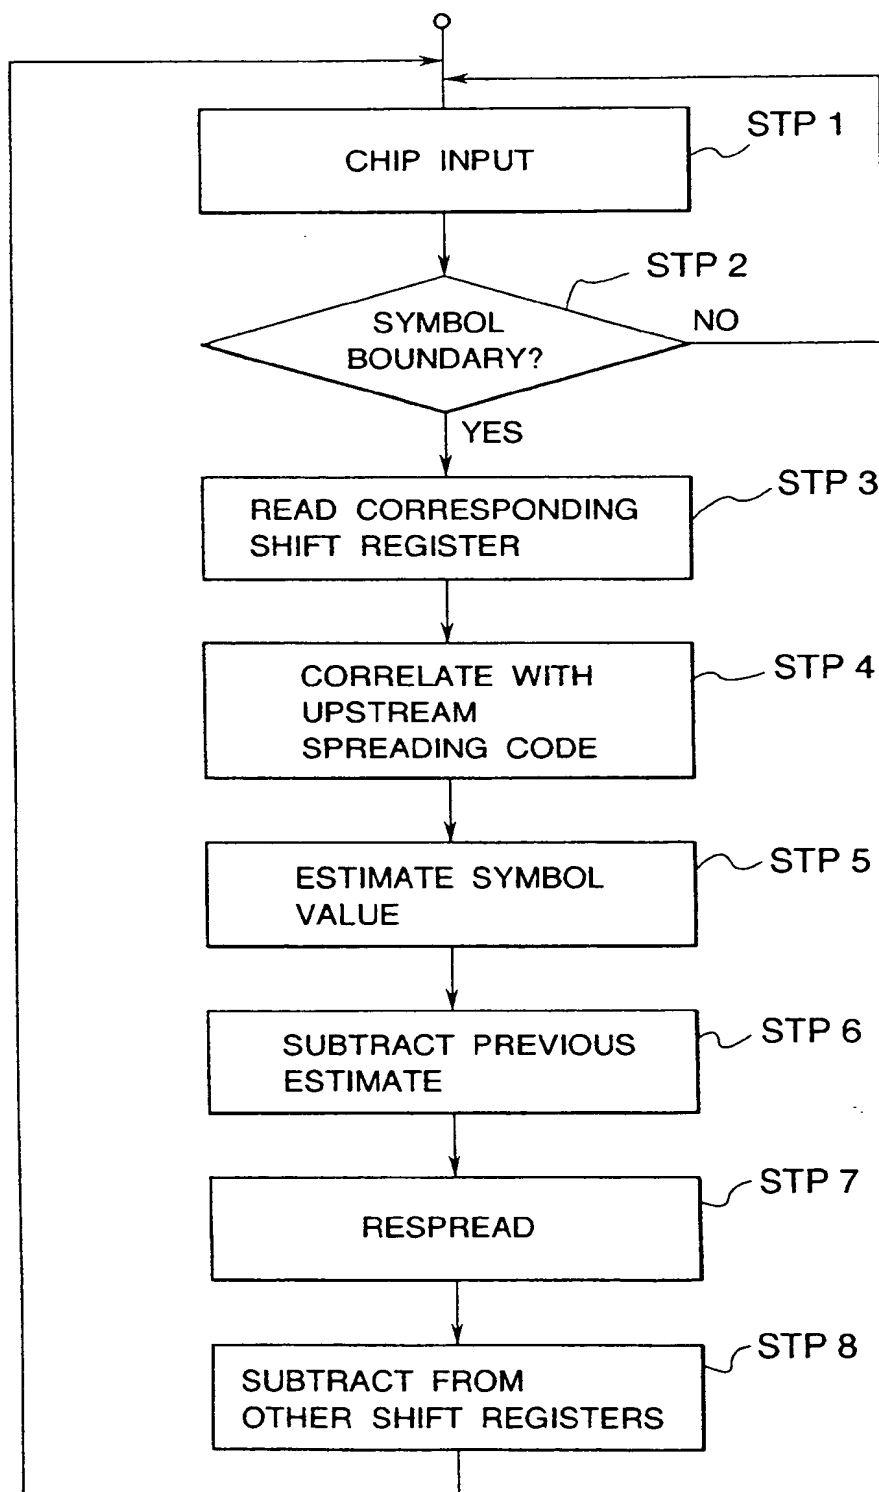 STP 1
CHIP INPUT
STP 2
SYMBOL
BOUNDARY?
NO
YES
STP 3
READ CORRESPONDING
SHIFT REGISTER
STP 4
CORRELATE WITH
UPSTREAM
SPREADING CODE
STP 5
ESTIMATE SYMBOL
VALUE
STP 6
SUBTRACT PREVIOUS
ESTIMATE
STP 7
RESPREAD
STP 8
SUBTRACT FROM
OTHER SHIFT REGISTERS